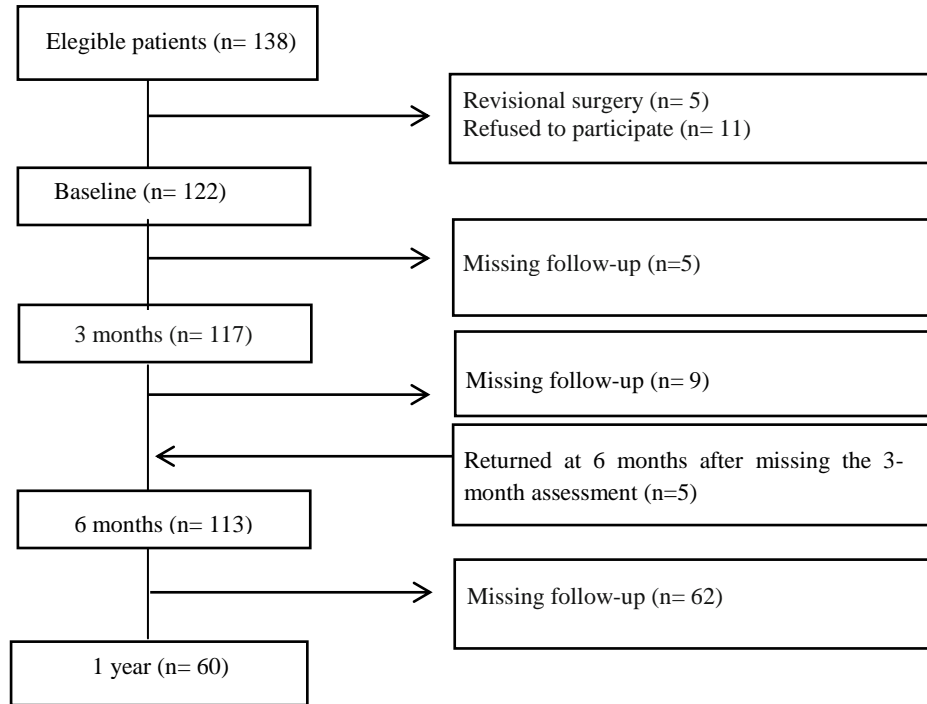 Elegible patients (n= 138)
Revisional surgery (n= 5)
Refused to participate (n= 11)
Baseline (n= 122)
Missing follow-up (n=5)
3 months (n= 117)
Missing follow-up (n= 9)
Returned at 6 months after missing the 3-
month assessment (n=5)
6 months (n= 113)
Missing follow-up (n= 62)
1 year (n= 60)